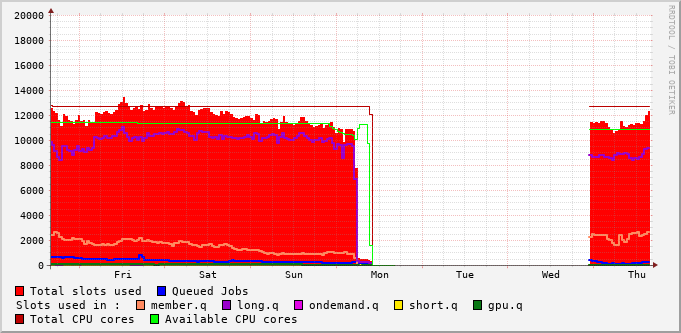 RRDTOOL / TOBI OETIKER
20000
18000
16000
14000
12000
10000
8000
6000
4000
2000
0
Fri Sat Sun Mon Tue Wed Thu
Total slots used Queued Jobs
Slots used in : member.q long.q ondemand.q short.q gpu.q
Total CPU cores Available CPU cores